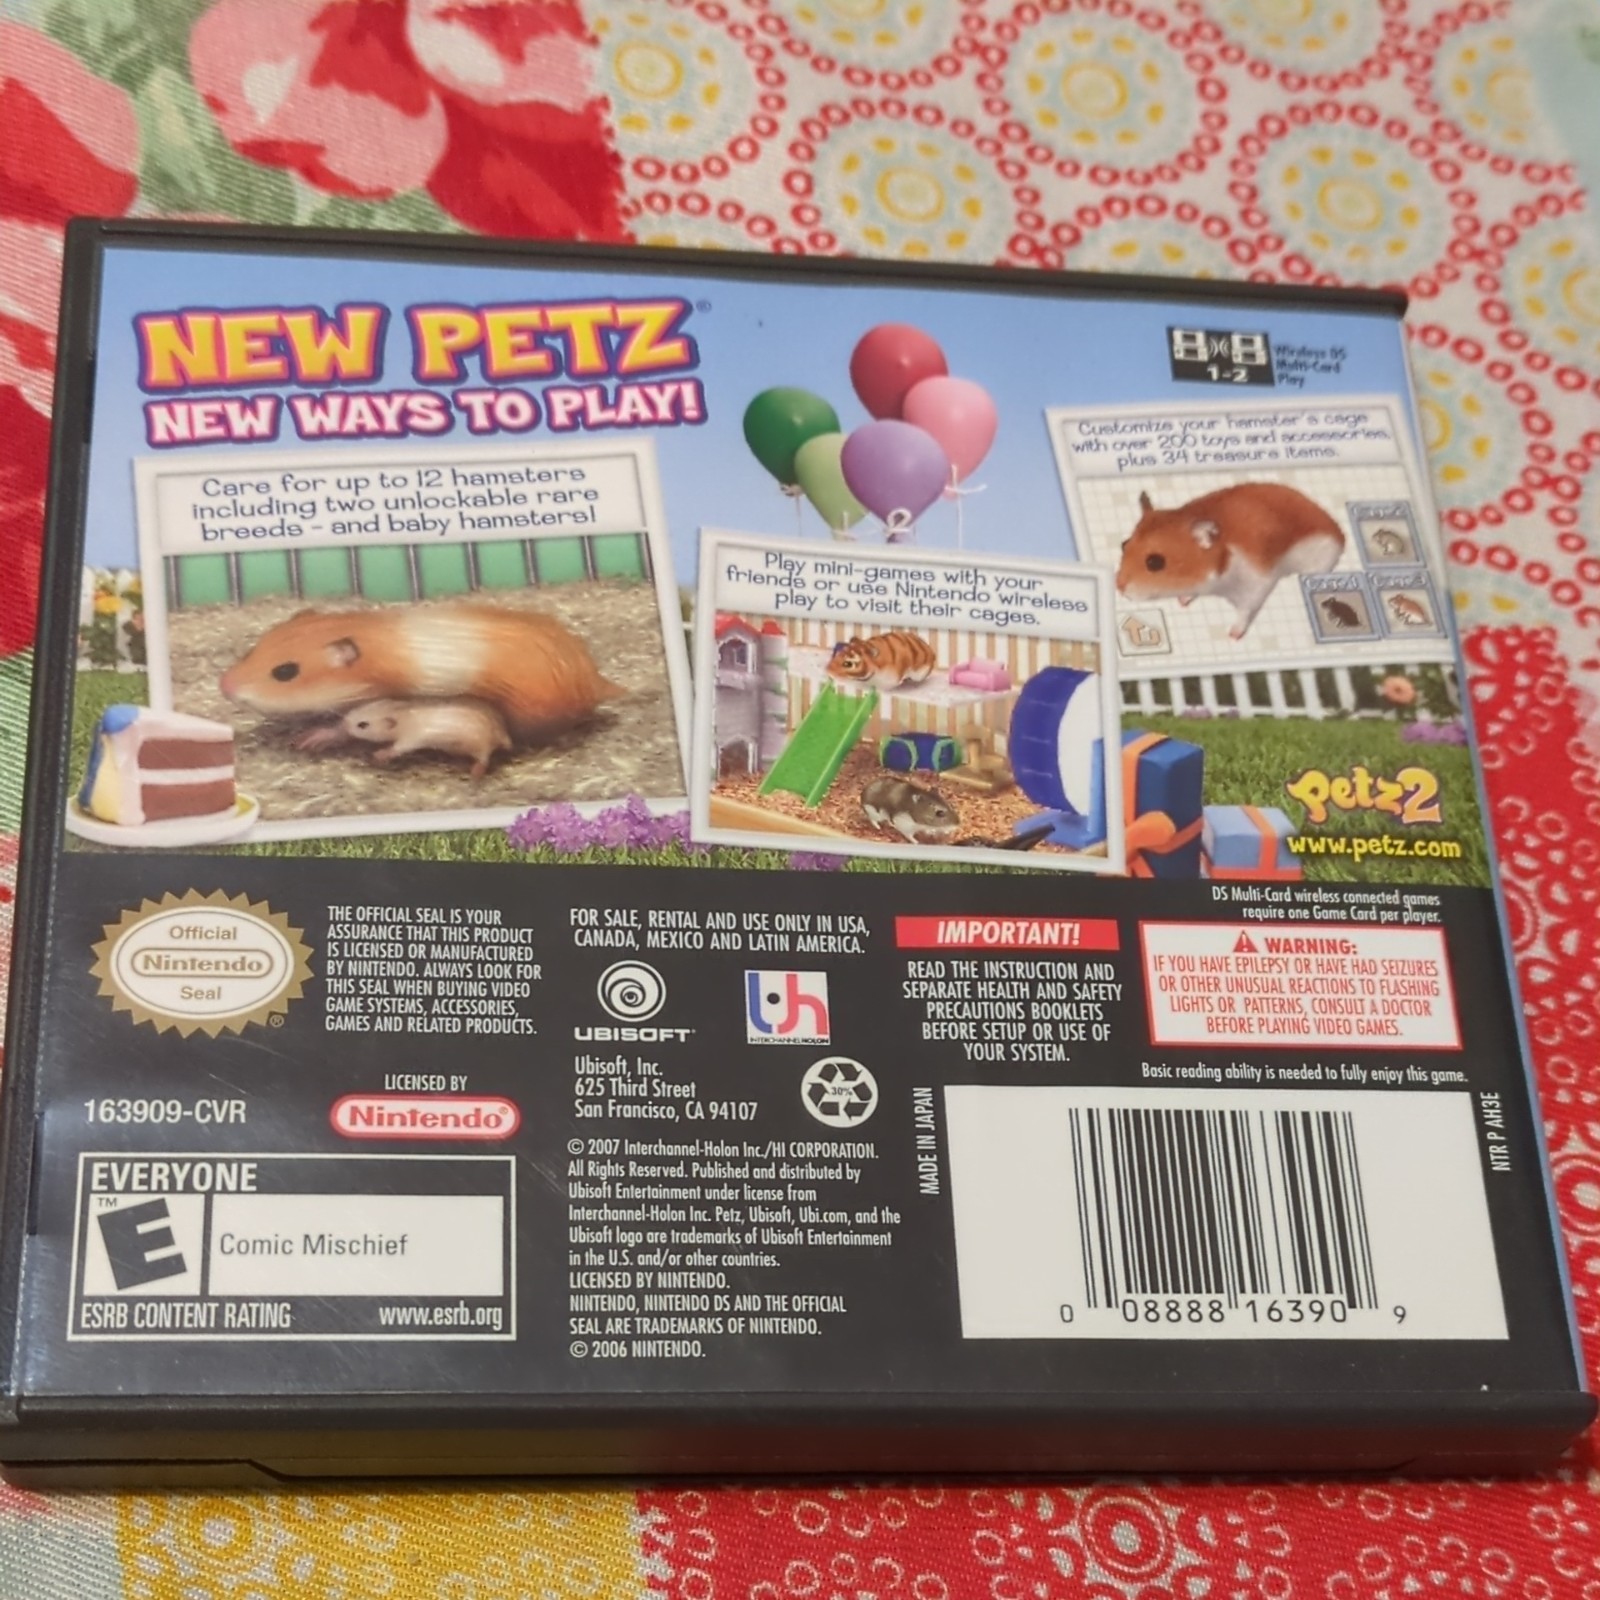 NEW PETZ®
NEW WAYS TO PLAY!
Care for up to 12 hamsters
including two unlockable rare
breeds - and baby hamsters!
Play mini-games with your
friends or use Nintendo wireless
play to visit their cages.
1-2
Wireless DS
Multi-Card
Play
Customize your hamster's cage
with over 200 toys and accessories,
plus 34 treasure items.
Petz2
www.petz.com
DS Multi-Card wireless connected games
require one Game Card per player.
Official
Nintendo
Seal
®
THE OFFICIAL SEAL IS YOUR
ASSURANCE THAT THIS PRODUCT
IS LICENSED OR MANUFACTURED
BY NINTENDO. ALWAYS LOOK FOR
THIS SEAL WHEN BUYING VIDEO
GAME SYSTEMS, ACCESSORIES,
GAMES AND RELATED PRODUCTS.
163909-CVR
LICENSED BY
Nintendo®
EVERYONE
™
E
Comic Mischief
ESRB CONTENT RATING www.esrb.org
FOR SALE, RENTAL AND USE ONLY IN USA,
CANADA, MEXICO AND LATIN AMERICA.
UBISOFT
INTERCHANNEL HOLON
Ubisoft, Inc.
625 Third Street
San Francisco, CA 94107
30%
© 2007 Interchannel-Holon Inc./HI CORPORATION.
All Rights Reserved. Published and distributed by
Ubisoft Entertainment under license from
Interchannel-Holon Inc. Petz, Ubisoft, Ubi.com, and the
Ubisoft logo are trademarks of Ubisoft Entertainment
in the U.S. and/or other countries.
LICENSED BY NINTENDO.
NINTENDO, NINTENDO DS AND THE OFFICIAL
SEAL ARE TRADEMARKS OF NINTENDO.
© 2006 NINTENDO.
IMPORTANT!
READ THE INSTRUCTION AND
SEPARATE HEALTH AND SAFETY
PRECAUTIONS BOOKLETS
BEFORE SETUP OR USE OF
YOUR SYSTEM.
WARNING:
IF YOU HAVE EPILEPSY OR HAVE HAD SEIZURES
OR OTHER UNUSUAL REACTIONS TO FLASHING
LIGHTS OR PATTERNS, CONSULT A DOCTOR
BEFORE PLAYING VIDEO GAMES.
Basic reading ability is needed to fully enjoy this game.
MADE IN JAPAN
0 08888 16390 9
NTR P AH3E